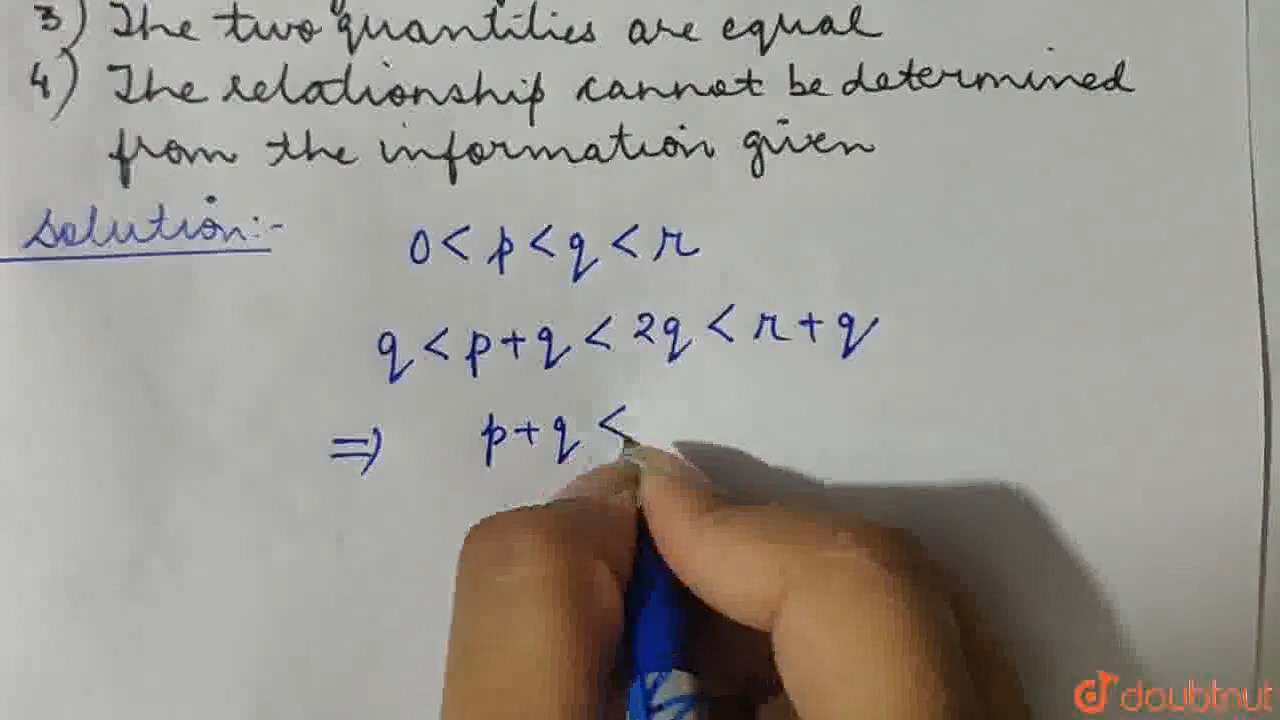 3) The two quantities are equal
4) The relationship cannot be determined
from the information given
Solution:-
0 < p < q < r
q < p + q < 2q < r + q
⇒ p + q <
doubtnut